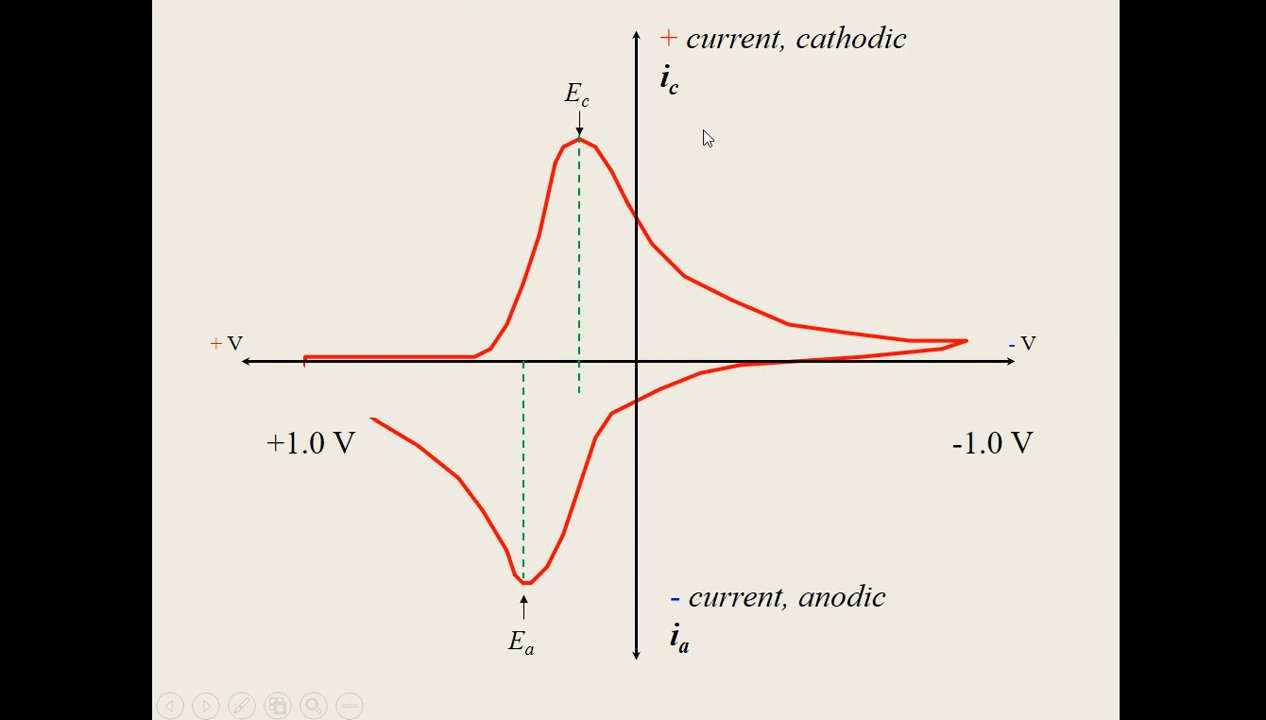 + current, cathodic
i_c
E_c
+ V
- V
+1.0 V
-1.0 V
- current, anodic
i_a
E_a